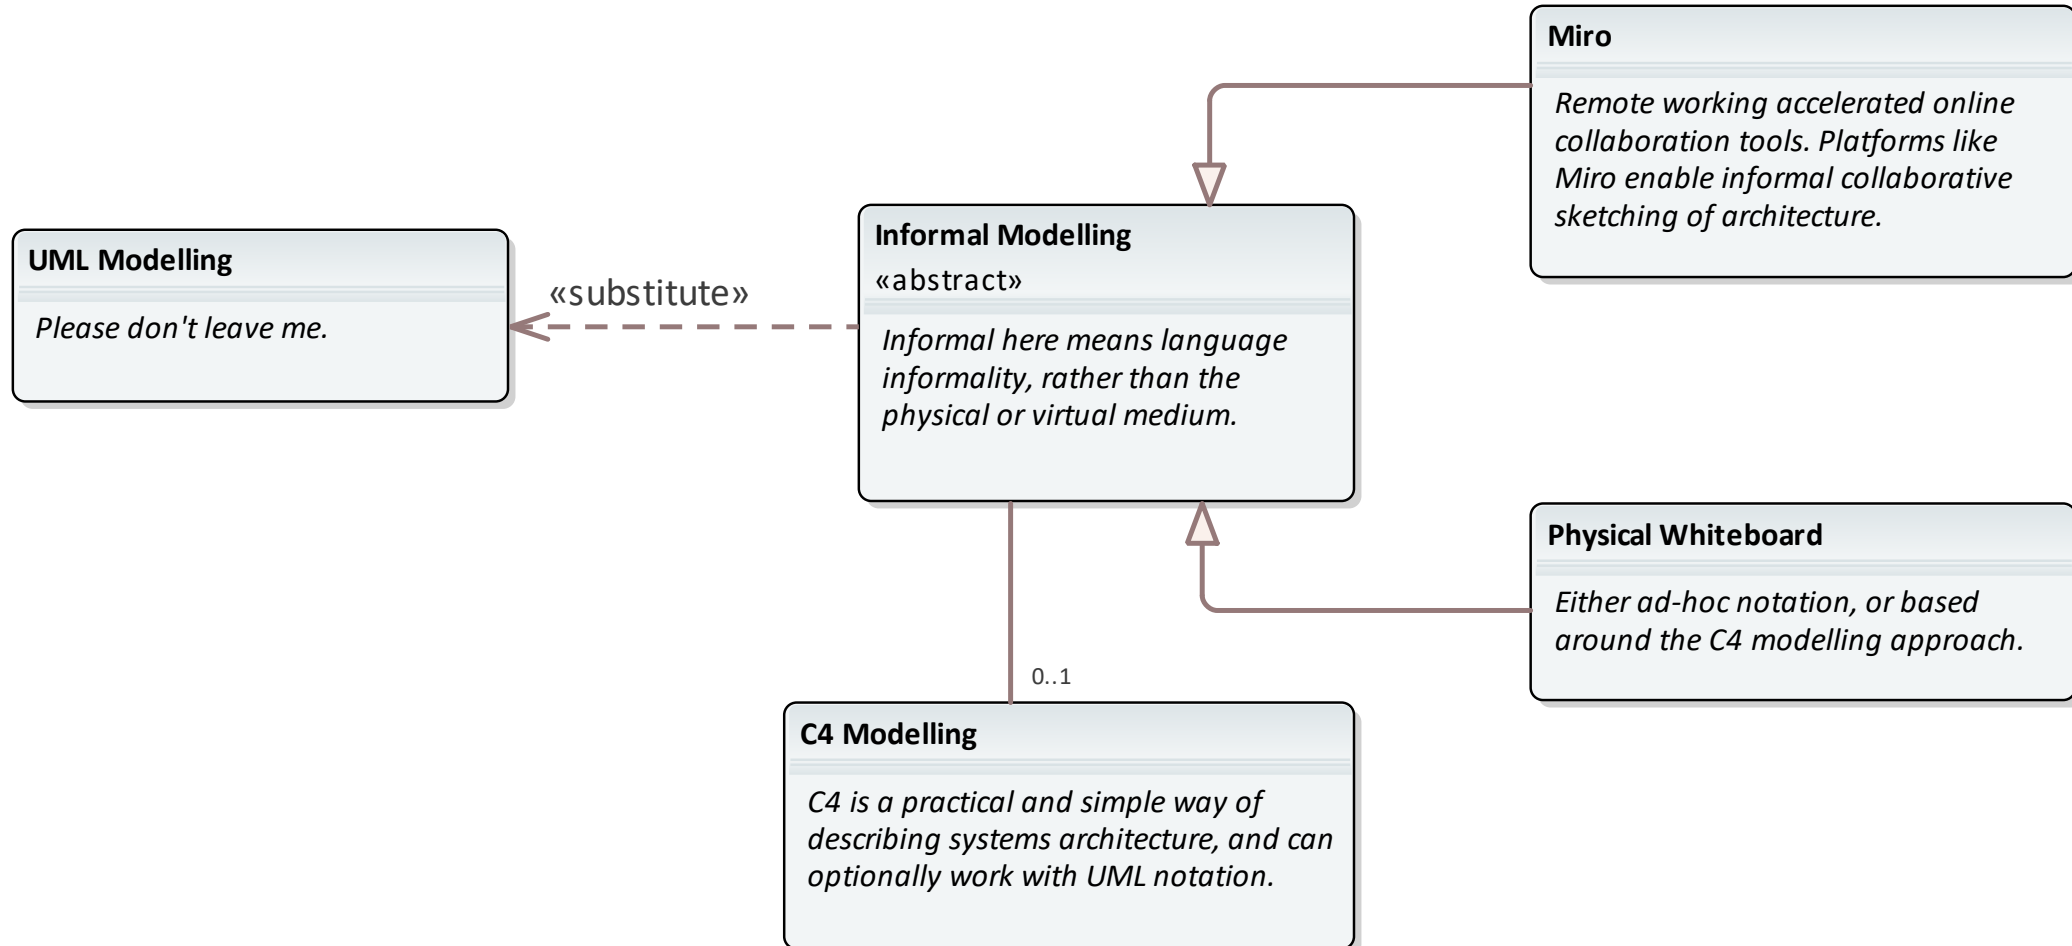 Miro
Remote working accelerated online
collaboration tools. Platforms like
Miro enable informal collaborative
sketching of architecture.
UML Modelling
Please don't leave me.
«substitute»
Informal Modelling
«abstract»
Informal here means language
informality, rather than the
physical or virtual medium.
Physical Whiteboard
Either ad-hoc notation, or based
around the C4 modelling approach.
0..1
C4 Modelling
C4 is a practical and simple way of
describing systems architecture, and can
optionally work with UML notation.